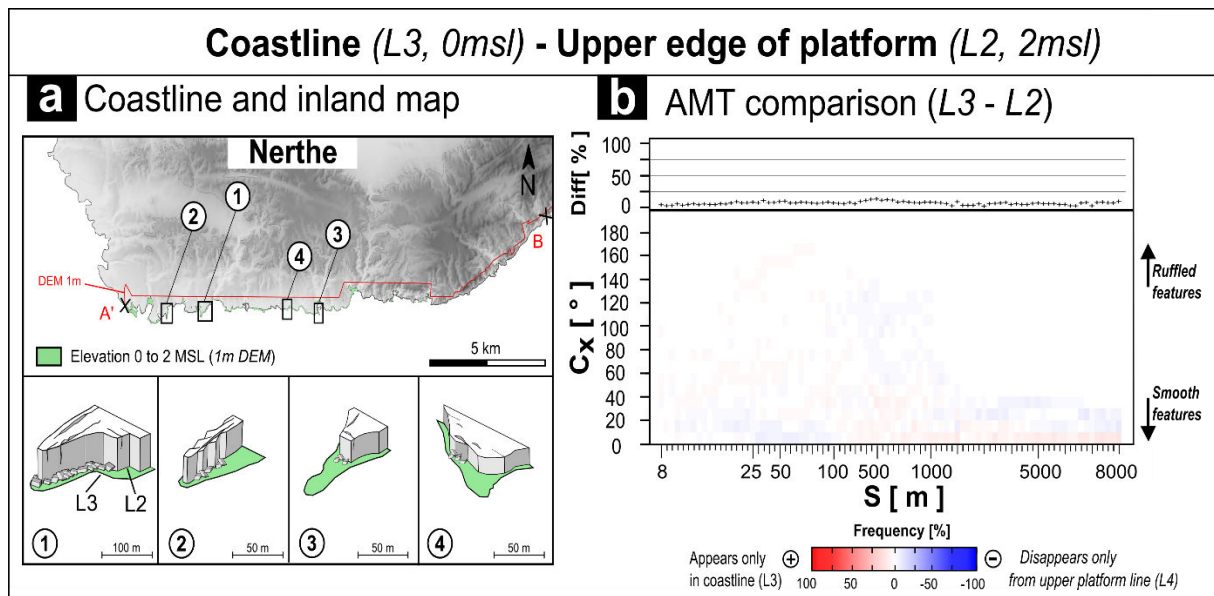 Coastline (L3, 0msl) - Upper edge of platform (L2, 2msl)
a Coastline and inland map
Nerthe
N
1
2
3
4
B
DEM 1m
A'
Elevation 0 to 2 MSL (1m DEM)
5 km
L3 L2
1 100 m
2 50 m
3 50 m
4 50 m
b AMT comparison (L3 - L2)
Diff[ % ]
100
50
0
Cx [ ° ]
180
160
140
120
100
80
60
40
20
0
Ruffled
features
Smooth
features
8 25 50 100 500 1000 5000 8000
S [ m ]
Frequency [%]
Appears only
in coastline (L3)
+
100 50 0 -50 -100
−
Disappears only
from upper platform line (L4)